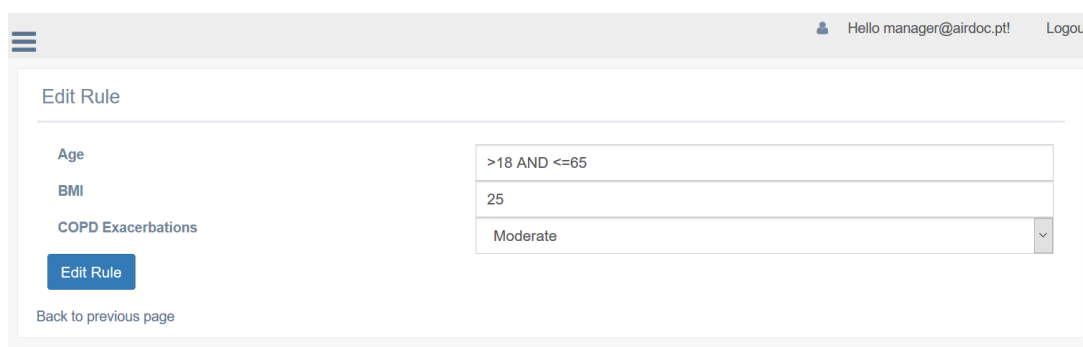 Hello manager@airdoc.pt! Logou
Edit Rule
Age >18 AND <=65
BMI 25
COPD Exacerbations Moderate
Edit Rule
Back to previous page